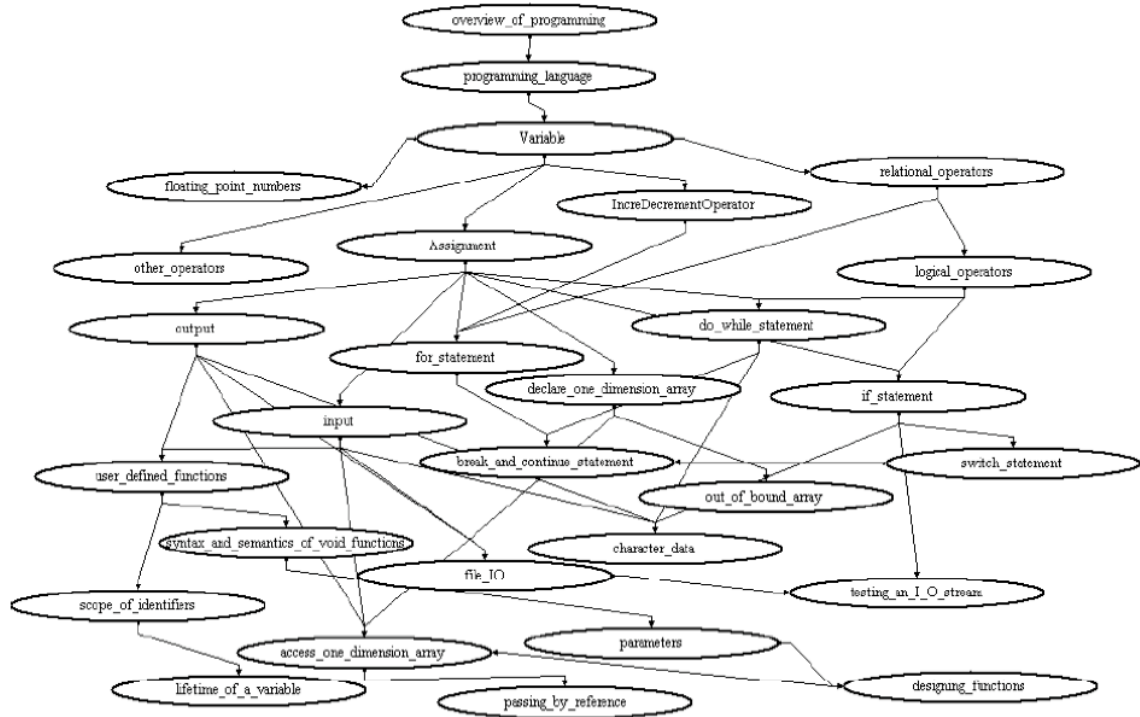 overview_of_programming
programming_language
Variable
floating_point_numbers
relational_operators
IncreDecrementOperator
Assignment
other_operators
logical_operators
output
do_while_statement
for_statement
declare_one_dimension_array
if_statement
input
user_defined_functions
break_and_continue_statement
switch_statement
out_of_bound_array
syntax_and_semantics_of_void_functions
character_data
file_IO
testing_an_I_O_stream
scope_of_identifiers
parameters
access_one_dimension_array
lifetime_of_a_variable
passing_by_reference
designing_functions